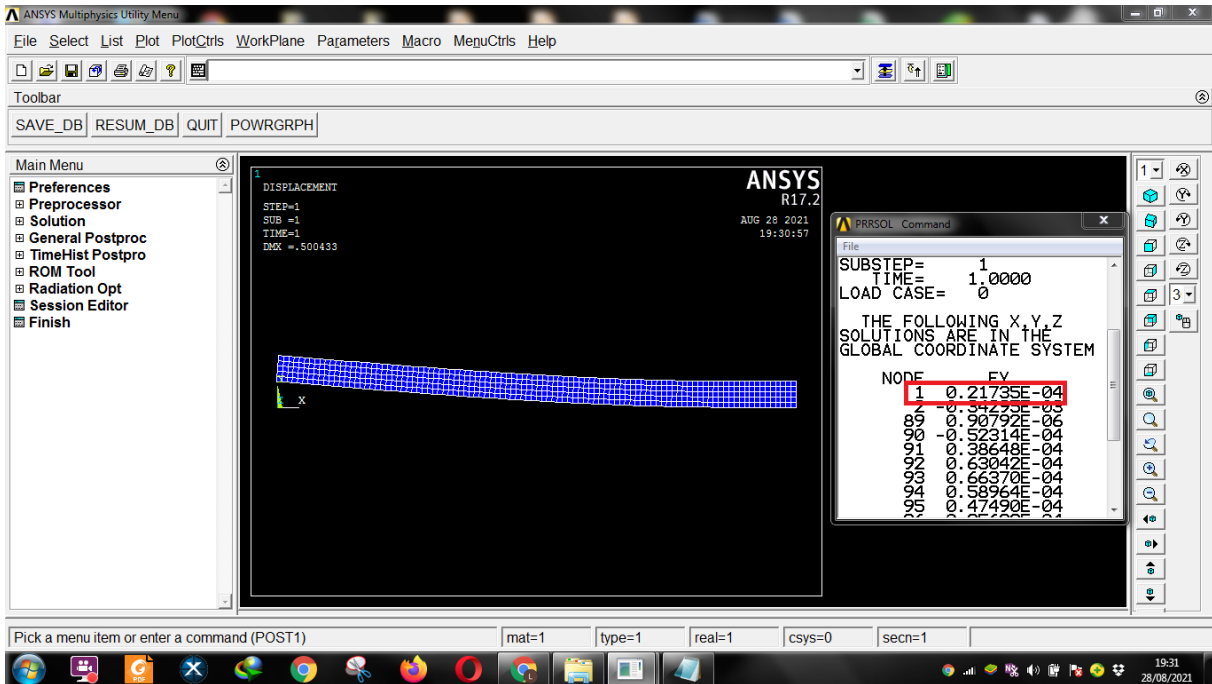 ANSYS Multiphysics Utility Menu
File Select List Plot PlotCtrls WorkPlane Parameters Macro MenuCtrls Help
Toolbar
SAVE_DB RESUM_DB QUIT POWRGRPH
Main Menu
Preferences
Preprocessor
Solution
General Postproc
TimeHist Postpro
ROM Tool
Radiation Opt
Session Editor
Finish
1
DISPLACEMENT
STEP=1
SUB =1
TIME=1
DMX =.500433
ANSYS
R17.2
AUG 28 2021
19:30:57
X
PRRSOL Command
File
SUBSTEP= 1
TIME= 1.0000
LOAD CASE= 0
THE FOLLOWING X,Y,Z
SOLUTIONS ARE IN THE
GLOBAL COORDINATE SYSTEM
NODE FY
1 0.21735E-04
2 -0.34295E-03
89 0.90792E-06
90 -0.52314E-04
91 0.38648E-04
92 0.63042E-04
93 0.66370E-04
94 0.58964E-04
95 0.47490E-04
1
3
Pick a menu item or enter a command (POST1)
mat=1 type=1 real=1 csys=0 secn=1
19:31
28/08/2021